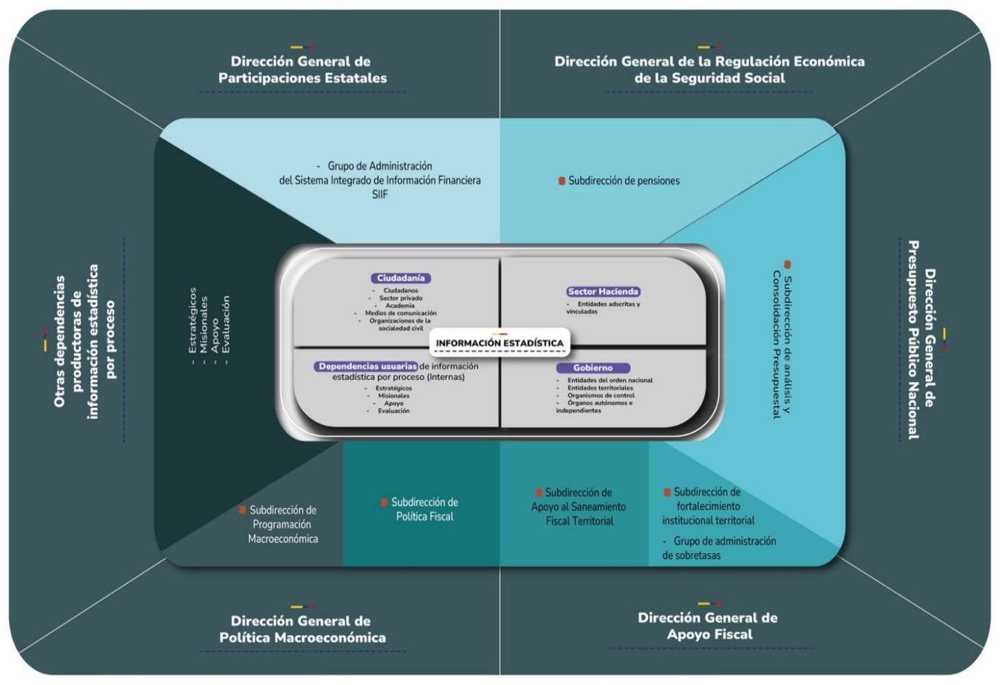 Dirección General de
Participaciones Estatales
Dirección General de la Regulación Económica
de la Seguridad Social
- Grupo de Administración
del Sistema Integrado de Información Financiera
SIIF
Subdirección de pensiones
Otras dependencias
productoras de
información estadística
por proceso
- Estratégicos
- Misionales
- Apoyo
- Evaluación
Ciudadanía
- Ciudadanos
- Sector privado
- Academia
- Medios de comunicación
- Organizaciones de la
socialedad civil
Sector Hacienda
- Entidades adscritas y
vinculadas
INFORMACIÓN ESTADÍSTICA
Dependencias usuarias de información
estadística por proceso (Internas)
- Estratégicos
- Misionales
- Apoyo
- Evaluación
Gobierno
- Entidades del orden nacional
- Entidades territoriales
- Organismos de control
- Órganos autónomos e
independientes
Subdirección de análisis y
Consolidación Presupuestal
Dirección General de
Presupuesto Público Nacional
Subdirección de
Programación
Macroeconómica
Subdirección de
Política Fiscal
Subdirección de
Apoyo al Saneamiento
Fiscal Territorial
Subdirección de
fortalecimiento
institucional territorial
- Grupo de administración
de sobretasas
Dirección General de
Política Macroeconómica
Dirección General de
Apoyo Fiscal